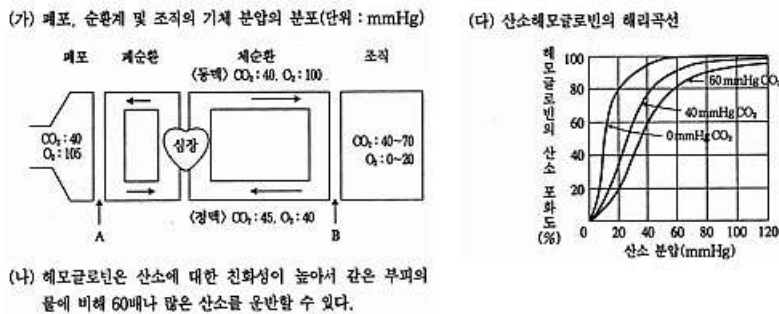 (가) 폐포, 순환계 및 조직의 기체 분압의 분포(단위 : mmHg)
폐포
폐순환
체순환
조직
〈동맥〉 CO₂:40, O₂:100
CO₂:40
O₂:105
심장
CO₂:40~70
O₂:0~20
〈정맥〉 CO₂:45, O₂:40
A
B
(나) 헤모글로빈은 산소에 대한 친화성이 높아서 같은 부피의
물에 비해 60배나 많은 산소를 운반할 수 있다.
(다) 산소헤모글로빈의 해리곡선
헤모글로빈의 산소 포화도
(%)
100
80
60
40
20
60mmHg CO₂
40mmHg CO₂
0mmHg CO₂
0 20 40 60 80 100 120
산소 분압(mmHg)